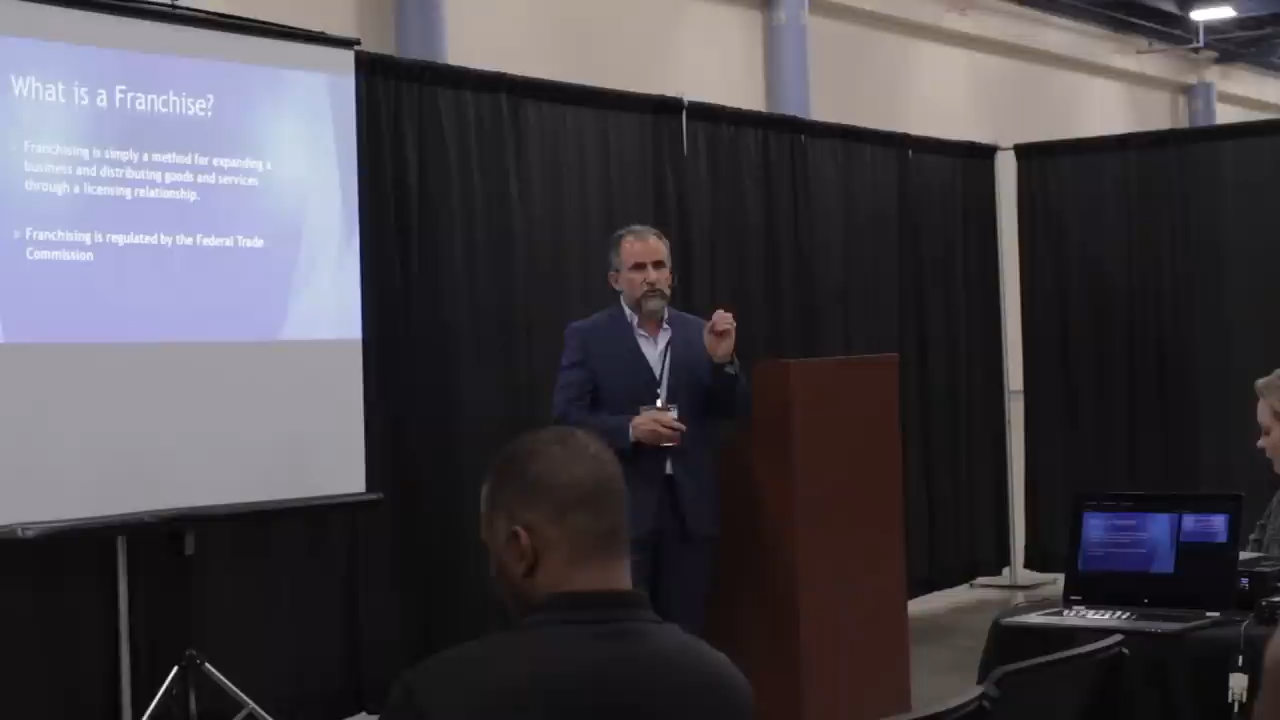 What is a Franchise?
Franchising is simply a method for expanding a
business and distributing goods and services
through a licensing relationship.
Franchising is regulated by the Federal Trade
Commission